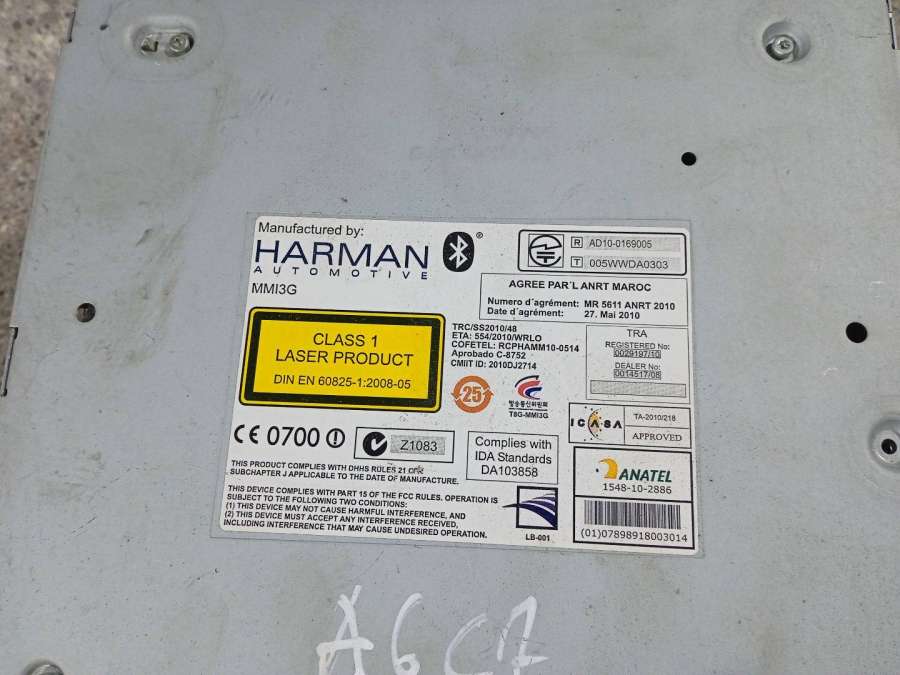 Manufactured by:
HARMAN
AUTOMOTIVE
MMI3G
®
R AD10-0169005
T 005WWDA0303
AGREE PAR´L ANRT MAROC
Numero d´agrément: MR 5611 ANRT 2010
Date d´agrément: 27. Mai 2010
CLASS 1
LASER PRODUCT
DIN EN 60825-1:2008-05
TRC/SS2010/48
ETA: 554/2010/WRLO
COFETEL: RCPHAMM10-0514
Aprobado C-8752
CMIIT ID: 2010DJ2714
25
방송통신위원회
T8G-MMI3G
TRA
REGISTERED No:
0029197/10
DEALER No:
0014517/08
ICASA
TA-2010/218
APPROVED
CE 0700
Z1083
Complies with
IDA Standards
DA103858
ANATEL
1548-10-2886
(01)07898918003014
THIS PRODUCT COMPLIES WITH DHHS RULES 21 CFR
SUBCHAPTER J APPLICABLE TO THE DATE OF MANUFACTURE.
THIS DEVICE COMPLIES WITH PART 15 OF THE FCC RULES. OPERATION IS
SUBJECT TO THE FOLLOWING TWO CONDITIONS:
(1) THIS DEVICE MAY NOT CAUSE HARMFUL INTERFERENCE, AND
(2) THIS DEVICE MUST ACCEPT ANY INTERFERENCE RECEIVED,
INCLUDING INTERFERENCE THAT MAY CAUSE UNDESIRED OPERATION.
LB-001
A6C7